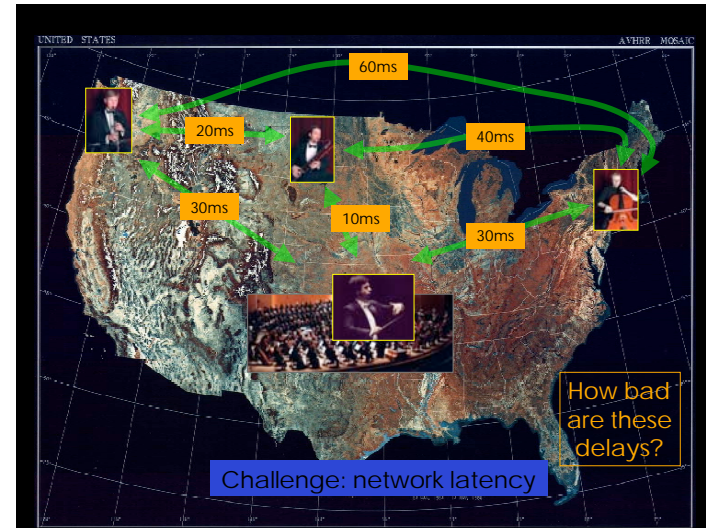 UNITED STATES
AVHRR MOSAIC
60ms
20ms
40ms
30ms
10ms
30ms
How bad
are these
delays?
Challenge: network latency